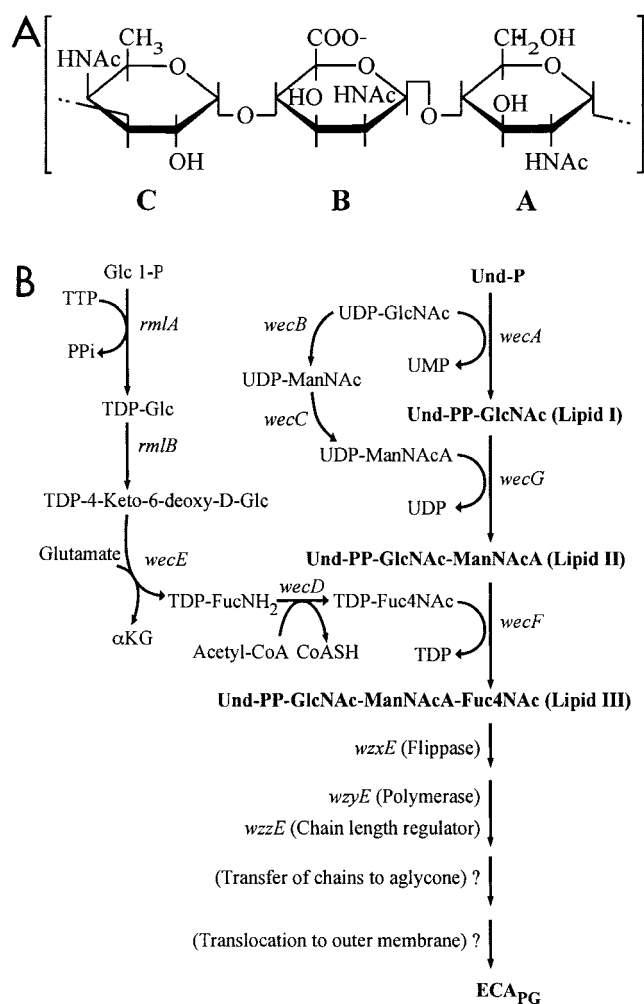 A
CH3
COO-
CH2OH
HNAc
O
O
O
HO
HNAc
OH
O
O
OH
HNAc
C
B
A
B
Glc 1-P
Und-P
TTP
rmlA
PPi
wecB
UDP-GlcNAc
wecA
UMP
UDP-ManNAc
TDP-Glc
wecC
Und-PP-GlcNAc (Lipid I)
rmlB
UDP-ManNAcA
wecG
UDP
TDP-4-Keto-6-deoxy-D-Glc
Glutamate
wecE
Und-PP-GlcNAc-ManNAcA (Lipid II)
TDP-FucNH2
wecD
TDP-Fuc4NAc
wecF
αKG
Acetyl-CoA CoASH
TDP
Und-PP-GlcNAc-ManNAcA-Fuc4NAc (Lipid III)
wzxE (Flippase)
wzyE (Polymerase)
wzzE (Chain length regulator)
(Transfer of chains to aglycone) ?
(Translocation to outer membrane) ?
ECAPG